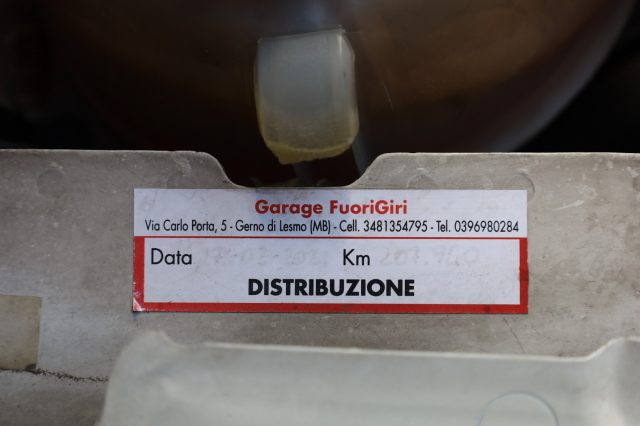 Garage FuoriGiri
Via Carlo Porta, 5 - Gerno di Lesmo (MB) - Cell. 3481354795 - Tel. 0396980284
Data Km
DISTRIBUZIONE